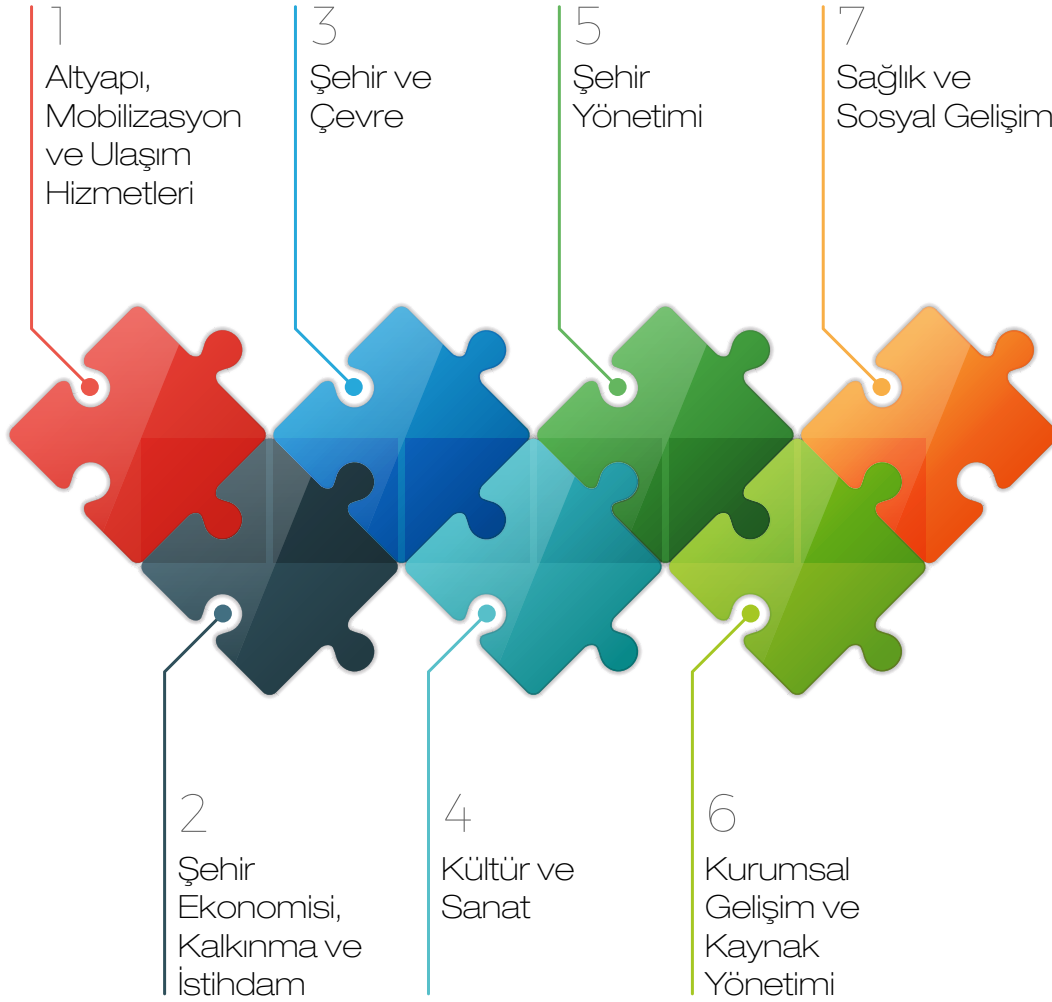 1
Altyapı,
Mobilizasyon
ve Ulaşım
Hizmetleri
3
Şehir ve
Çevre
5
Şehir
Yönetimi
7
Sağlık ve
Sosyal Gelişim
2
Şehir
Ekonomisi,
Kalkınma ve
İstihdam
4
Kültür ve
Sanat
6
Kurumsal
Gelişim ve
Kaynak
Yönetimi